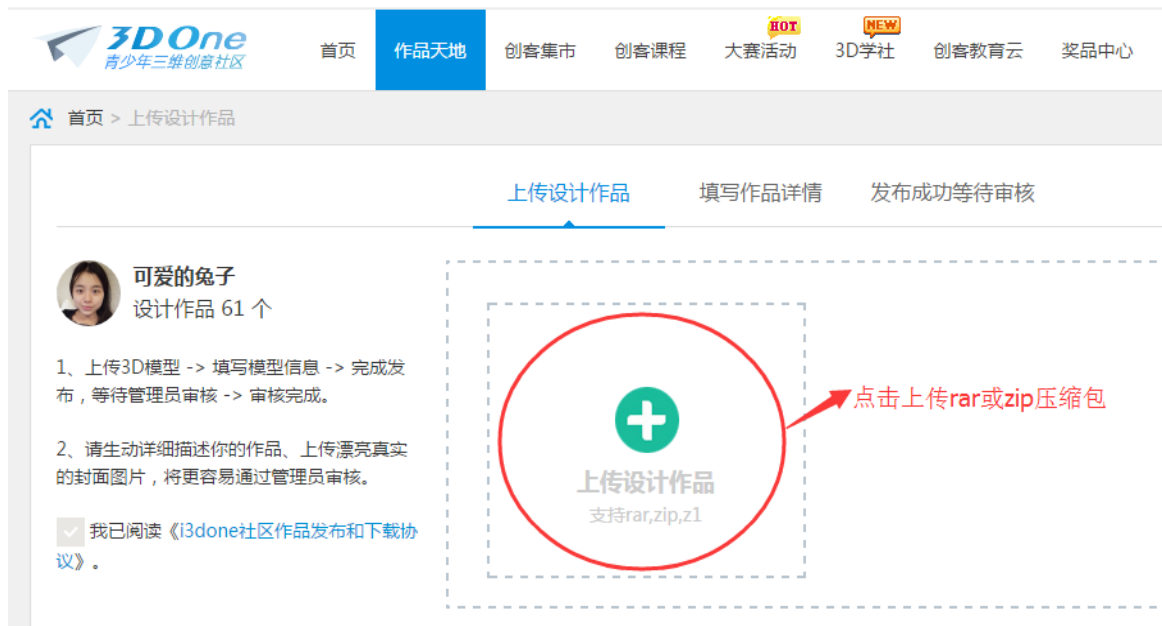 3D One
青少年三维创意社区
首页 作品天地 创客集市 创客课程 大赛活动 HOT 3D学社 NEW 创客教育云 奖品中心
首页 > 上传设计作品
上传设计作品 填写作品详情 发布成功等待审核
可爱的兔子
设计作品 61 个
1、上传3D模型 -> 填写模型信息 -> 完成发
布，等待管理员审核 -> 审核完成。
2、请生动详细描述你的作品、上传漂亮真实
的封面图片，将更容易通过管理员审核。
我已阅读《i3done社区作品发布和下载协
议》。
上传设计作品
支持rar,zip,z1
点击上传rar或zip压缩包